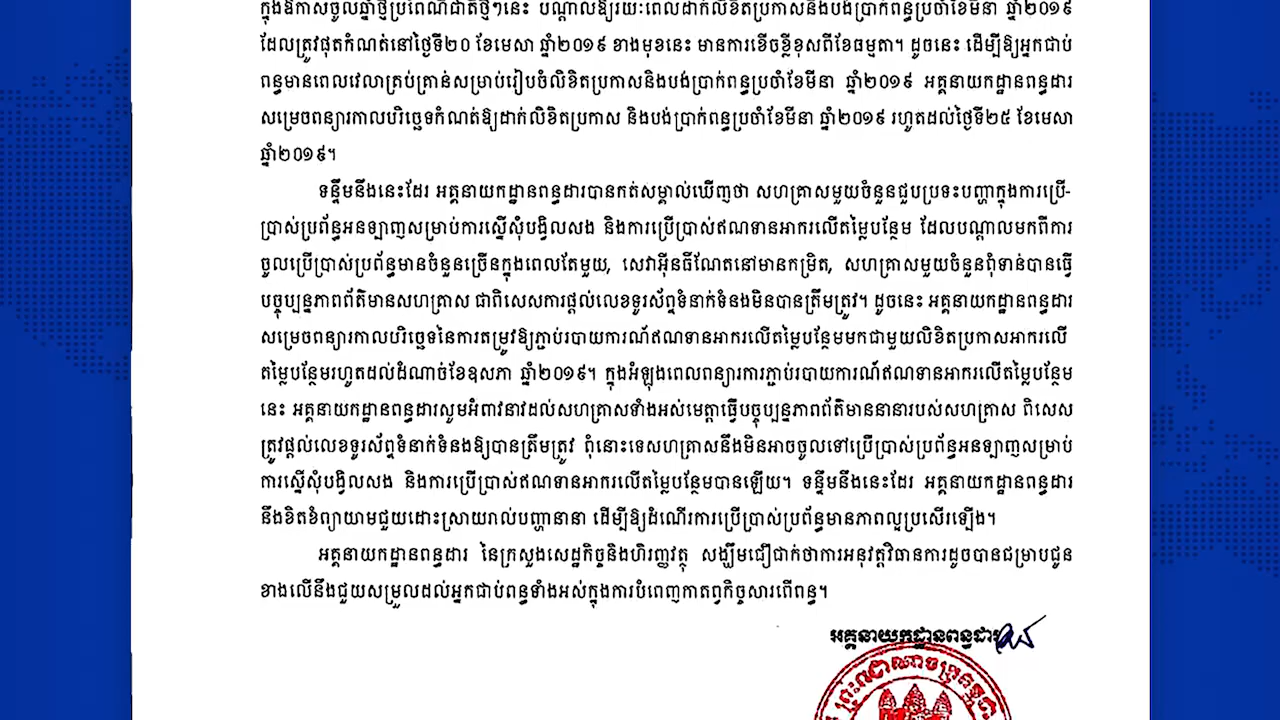 ក្នុងឱកាសចូលឆ្នាំថ្មីប្រពៃណីជាតិថ្មីៗនេះ បណ្តាលឱ្យរយៈពេលដាក់លិខិតប្រកាសនិងបង់ប្រាក់ពន្ធប្រចាំខែមីនា ឆ្នាំ២០១៩
ដែលត្រូវផុតកំណត់នៅថ្ងៃទី២០ ខែមេសា ឆ្នាំ២០១៩ ខាងមុខនេះ មានការខើចខ្លីខុសពីខែធម្មតា។ ដូចនេះ ដើម្បីឱ្យអ្នកជាប់
ពន្ធមានពេលវេលាគ្រប់គ្រាន់សម្រាប់រៀបចំលិខិតប្រកាសនិងបង់ប្រាក់ពន្ធប្រចាំខែមីនា ឆ្នាំ២០១៩ អគ្គនាយកដ្ឋានពន្ធដារ
សម្រេចពន្យារកាលបរិច្ឆេទកំណត់ឱ្យដាក់លិខិតប្រកាស និងបង់ប្រាក់ពន្ធប្រចាំខែមីនា ឆ្នាំ២០១៩ រហូតដល់ថ្ងៃទី២៥ ខែមេសា
ឆ្នាំ២០១៩។
ទន្ទឹមនឹងនេះដែរ អគ្គនាយកដ្ឋានពន្ធដារបានកត់សម្គាល់ឃើញថា សហគ្រាសមួយចំនួនជួបប្រទះបញ្ហាក្នុងការប្រើ-
ប្រាស់ប្រព័ន្ធអនឡាញសម្រាប់ការស្នើសុំបង្វិលសង និងការប្រើប្រាស់ឥណទានអាករលើតម្លៃបន្ថែម ដែលបណ្តាលមកពីការ
ចូលប្រើប្រាស់ប្រព័ន្ធមានចំនួនច្រើនក្នុងពេលតែមួយ, សេវាអ៊ីនធឺណែតនៅមានកម្រិត, សហគ្រាសមួយចំនួនពុំទាន់បានធ្វើ
បច្ចុប្បន្នភាពព័ត៌មានសហគ្រាស ជាពិសេសការផ្តល់លេខទូរស័ព្ទទំនាក់ទំនងមិនបានត្រឹមត្រូវ។ ដូចនេះ អគ្គនាយកដ្ឋានពន្ធដារ
សម្រេចពន្យារកាលបរិច្ឆេទនៃការតម្រូវឱ្យភ្ជាប់របាយការណ៍ឥណទានអាករលើតម្លៃបន្ថែមមកជាមួយលិខិតប្រកាសអាករលើ
តម្លៃបន្ថែមរហូតដល់ដំណាច់ខែឧសភា ឆ្នាំ២០១៩។ ក្នុងអំឡុងពេលពន្យារការភ្ជាប់របាយការណ៍ឥណទានអាករលើតម្លៃបន្ថែម
នេះ អគ្គនាយកដ្ឋានពន្ធដារសូមអំពាវនាវដល់សហគ្រាសទាំងអស់មេត្តាធ្វើបច្ចុប្បន្នភាពព័ត៌មាននានារបស់សហគ្រាស ពិសេស
ត្រូវផ្តល់លេខទូរស័ព្ទទំនាក់ទំនងឱ្យបានត្រឹមត្រូវ ពុំនោះទេសហគ្រាសនឹងមិនអាចចូលទៅប្រើប្រាស់ប្រព័ន្ធអនឡាញសម្រាប់
ការស្នើសុំបង្វិលសង និងការប្រើប្រាស់ឥណទានអាករលើតម្លៃបន្ថែមបានឡើយ។ ទន្ទឹមនឹងនេះដែរ អគ្គនាយកដ្ឋានពន្ធដារ
នឹងខិតខំព្យាយាមជួយដោះស្រាយរាល់បញ្ហានានា ដើម្បីឱ្យដំណើរការប្រើប្រាស់ប្រព័ន្ធមានភាពល្អប្រសើរឡើង។
អគ្គនាយកដ្ឋានពន្ធដារ នៃក្រសួងសេដ្ឋកិច្ចនិងហិរញ្ញវត្ថុ សង្ឃឹមជឿជាក់ថាការអនុវត្តវិធានការដូចបានជម្រាបជូន
ខាងលើនឹងជួយសម្រួលដល់អ្នកជាប់ពន្ធទាំងអស់ក្នុងការបំពេញកាតព្វកិច្ចសារពើពន្ធ។
អគ្គនាយកដ្ឋានពន្ធដារ